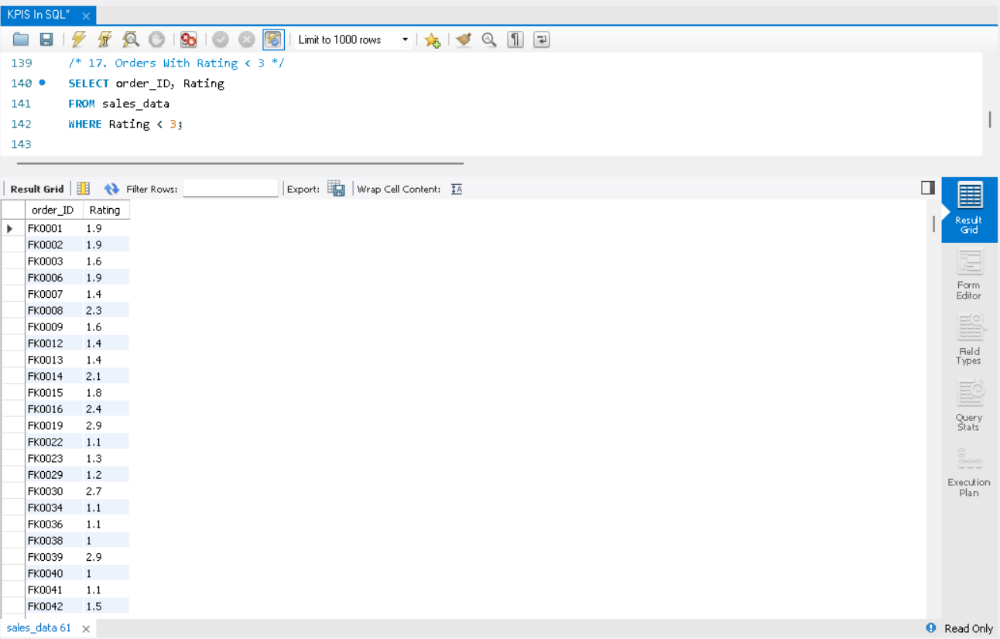 KPIS In SQL*
Limit to 1000 rows
139 /* 17. Orders With Rating < 3 */
140 SELECT order_ID, Rating
141 FROM sales_data
142 WHERE Rating < 3;
143
Result Grid Filter Rows: Export: Wrap Cell Content: IA
order_ID Rating
FK0001 1.9
FK0002 1.9
FK0003 1.6
FK0006 1.9
FK0007 1.4
FK0008 2.3
FK0009 1.6
FK0012 1.4
FK0013 1.4
FK0014 2.1
FK0015 1.8
FK0016 2.4
FK0019 2.9
FK0022 1.1
FK0023 1.3
FK0029 1.2
FK0030 2.7
FK0034 1.1
FK0036 1.1
FK0038 1
FK0039 2.9
FK0040 1
FK0041 1.1
FK0042 1.5
Result
Grid
Form
Editor
Field
Types
Query
Stats
Execution
Plan
sales_data 61 Read Only